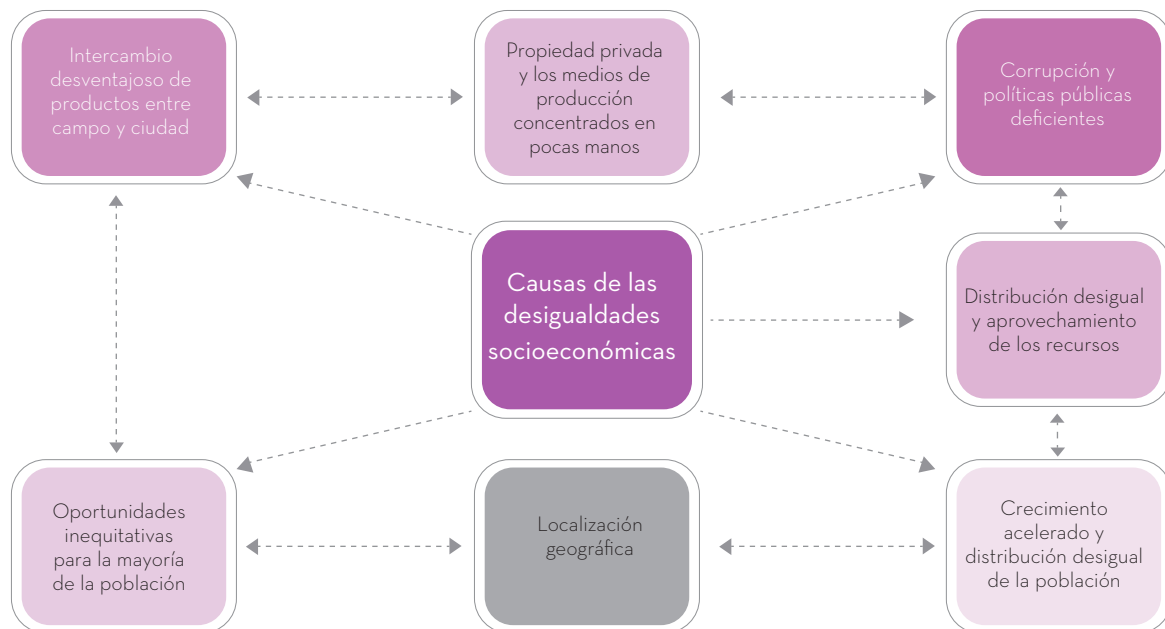 Intercambio
desventajoso de
productos entre
campo y ciudad
Propiedad privada
y los medios de
producción
concentrados en
pocas manos
Corrupción y
políticas públicas
deficientes
Causas de las
desigualdades
socioeconómicas
Distribución desigual
y aprovechamiento
de los recursos
Oportunidades
inequitativas
para la mayoría
de la población
Localización
geográfica
Crecimiento
acelerado y
distribución desigual
de la población